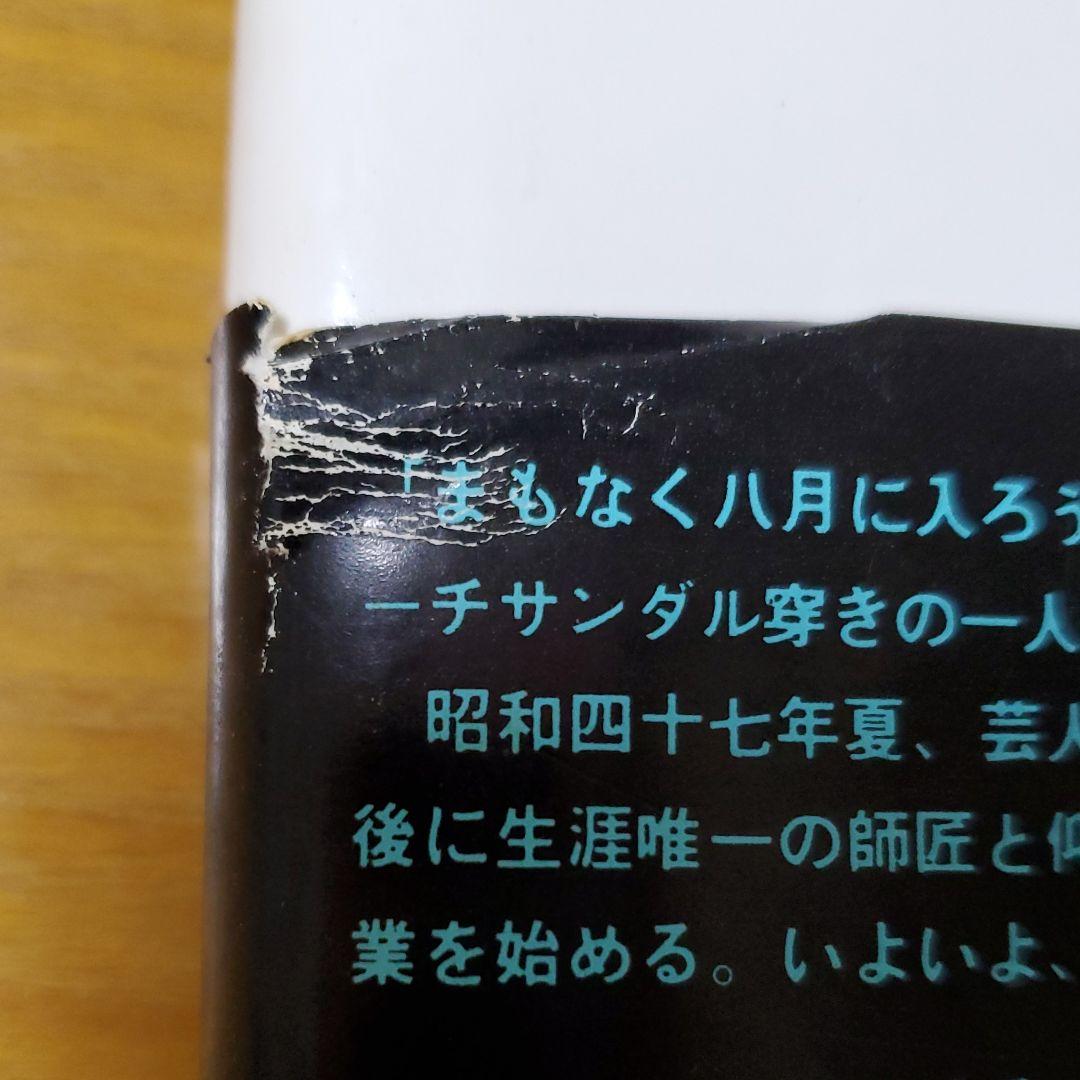 「まもなく八月に入ろう
ーチサンダル穿きの一人
昭和四十七年夏、芸人
後に生涯唯一の師匠と仰
業を始める。いよいよ、